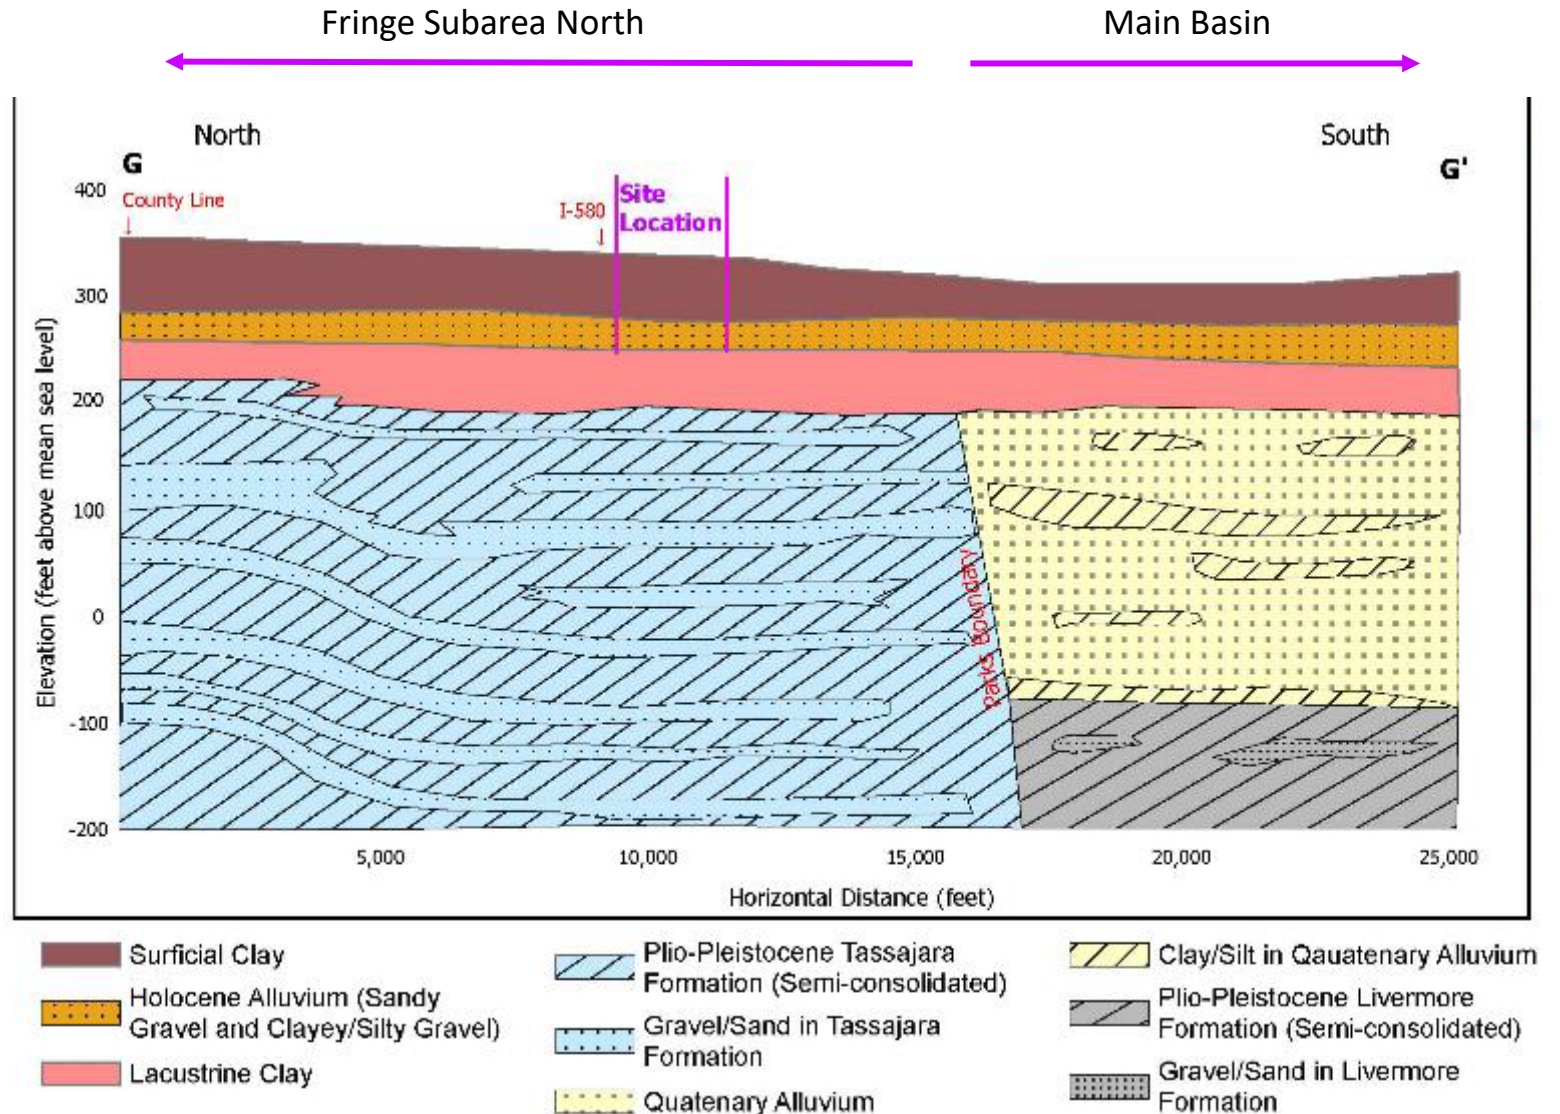 Fringe Subarea North
Main Basin
North
South
G
G'
County Line
I-580
Site
Location
400
300
200
100
0
-100
-200
Elevation (feet above mean sea level)
Parks Boundary
5,000
10,000
15,000
20,000
25,000
Horizontal Distance (feet)
Surficial Clay
Holocene Alluvium (Sandy
Gravel and Clayey/Silty Gravel)
Lacustrine Clay
Plio-Pleistocene Tassajara
Formation (Semi-consolidated)
Gravel/Sand in Tassajara
Formation
Quatenary Alluvium
Clay/Silt in Qauatenary Alluvium
Plio-Pleistocene Livermore
Formation (Semi-consolidated)
Gravel/Sand in Livermore
Formation